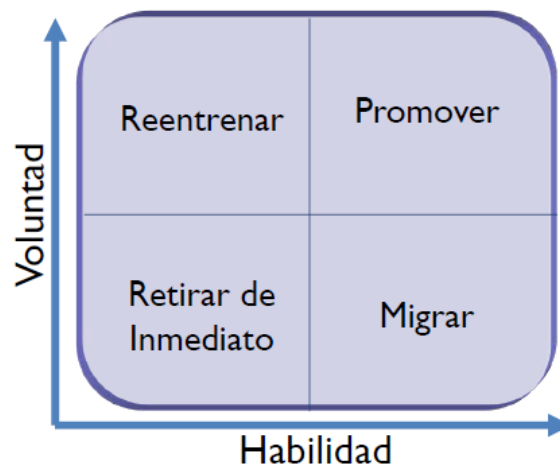 Voluntad
Reentrenar
Promover
Retirar de
Inmediato
Migrar
Habilidad